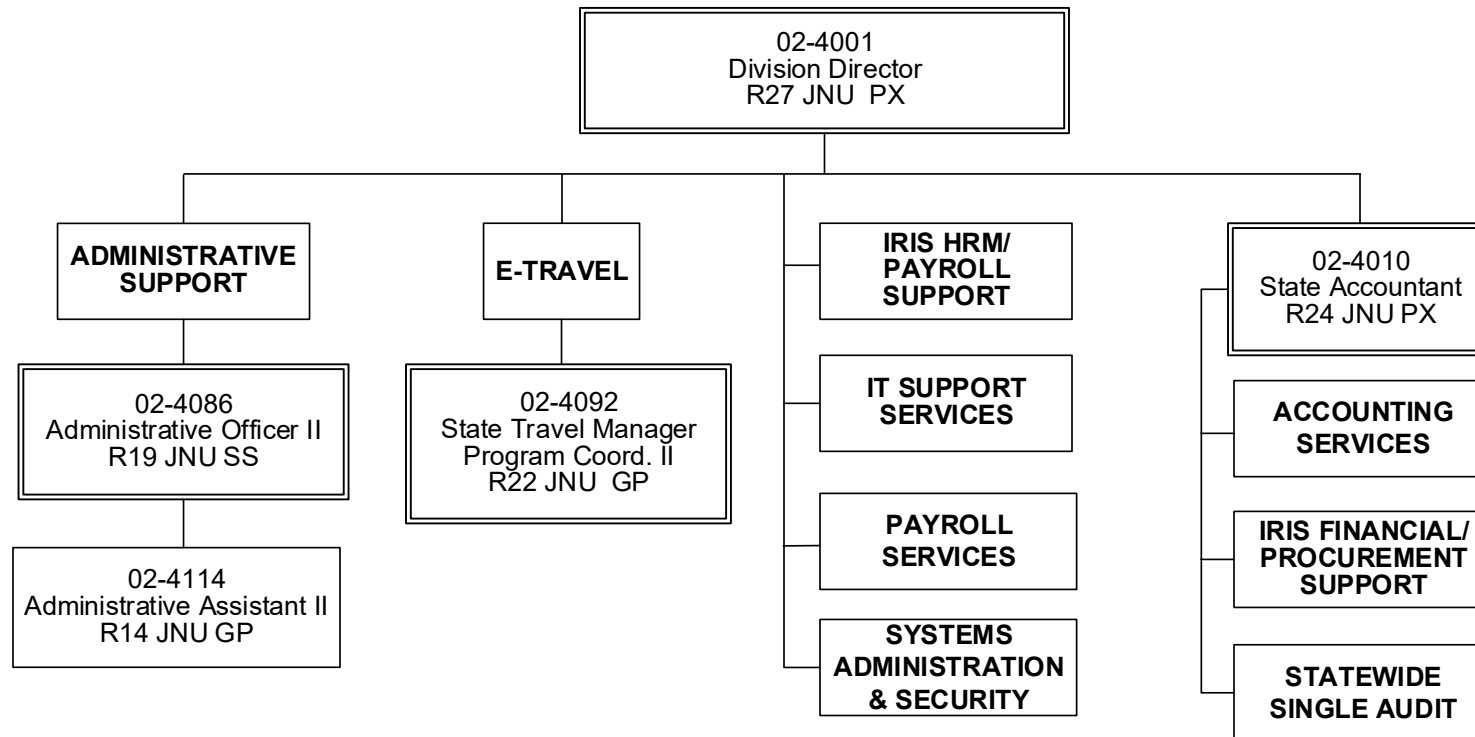 02-4001
Division Director
R27 JNU  PX
ADMINISTRATIVE
SUPPORT
02-4086
Administrative Officer II
R19 JNU SS
02-4114
Administrative Assistant II
R14 JNU GP
E-TRAVEL
02-4092
State Travel Manager
Program Coord. II
R22 JNU  GP
IRIS HRM/
PAYROLL
SUPPORT
IT SUPPORT
SERVICES
PAYROLL
SERVICES
SYSTEMS
ADMINISTRATION
& SECURITY
02-4010
State Accountant
R24 JNU PX
ACCOUNTING
SERVICES
IRIS FINANCIAL/
PROCUREMENT
SUPPORT
STATEWIDE
SINGLE AUDIT